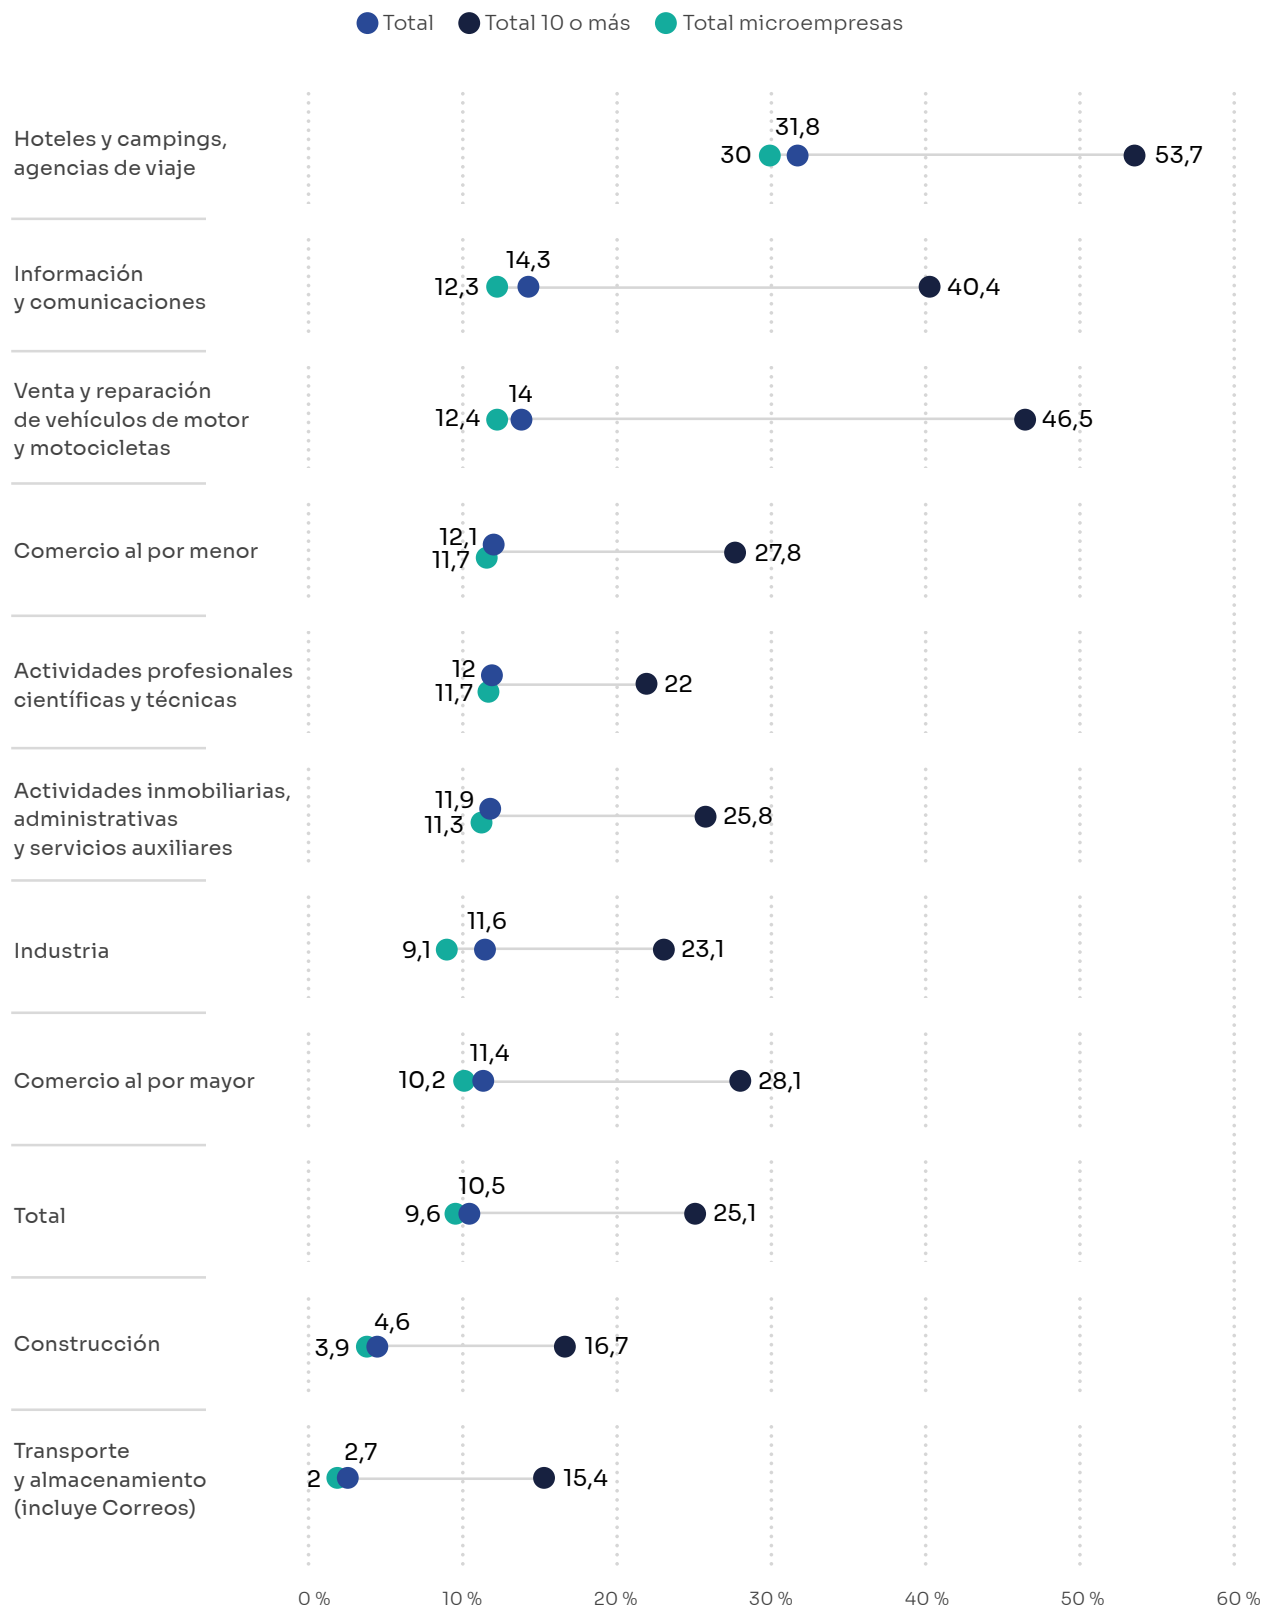 Total
Total 10 o más
Total microempresas
Hoteles y campings,
agencias de viaje
30
31,8
53,7
Información
y comunicaciones
12,3
14,3
40,4
Venta y reparación
de vehículos de motor
y motocicletas
12,4
14
46,5
Comercio al por menor
12,1
11,7
27,8
Actividades profesionales
científicas y técnicas
12
11,7
22
Actividades inmobiliarias,
administrativas
y servicios auxiliares
11,9
11,3
25,8
Industria
9,1
11,6
23,1
Comercio al por mayor
10,2
11,4
28,1
Total
9,6
10,5
25,1
Construcción
3,9
4,6
16,7
Transporte
y almacenamiento
(incluye Correos)
2
2,7
15,4
0 %
10 %
20 %
30 %
40 %
50 %
60 %